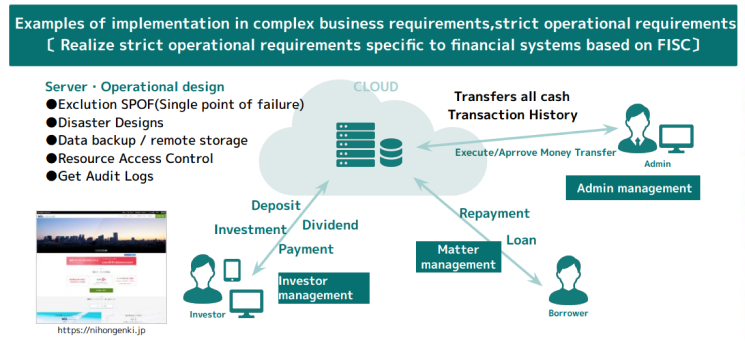 Examples of implementation in complex business requirements,strict operational requirements
〔 Realize strict operational requirements specific to financial systems based on FISC〕
Server・Operational design
●Exclution SPOF(Single point of failure)
●Disaster Designs
●Data backup / remote storage
●Resource Access Control
●Get Audit Logs
CLOUD
Transfers all cash
Transaction History
Execute/Aprrove Money Transfer
Admin
Admin management
Deposit
Investment
Dividend
Payment
Investor
management
Investor
Repayment
Loan
Matter
management
Borrower
https://nihongenki.jp